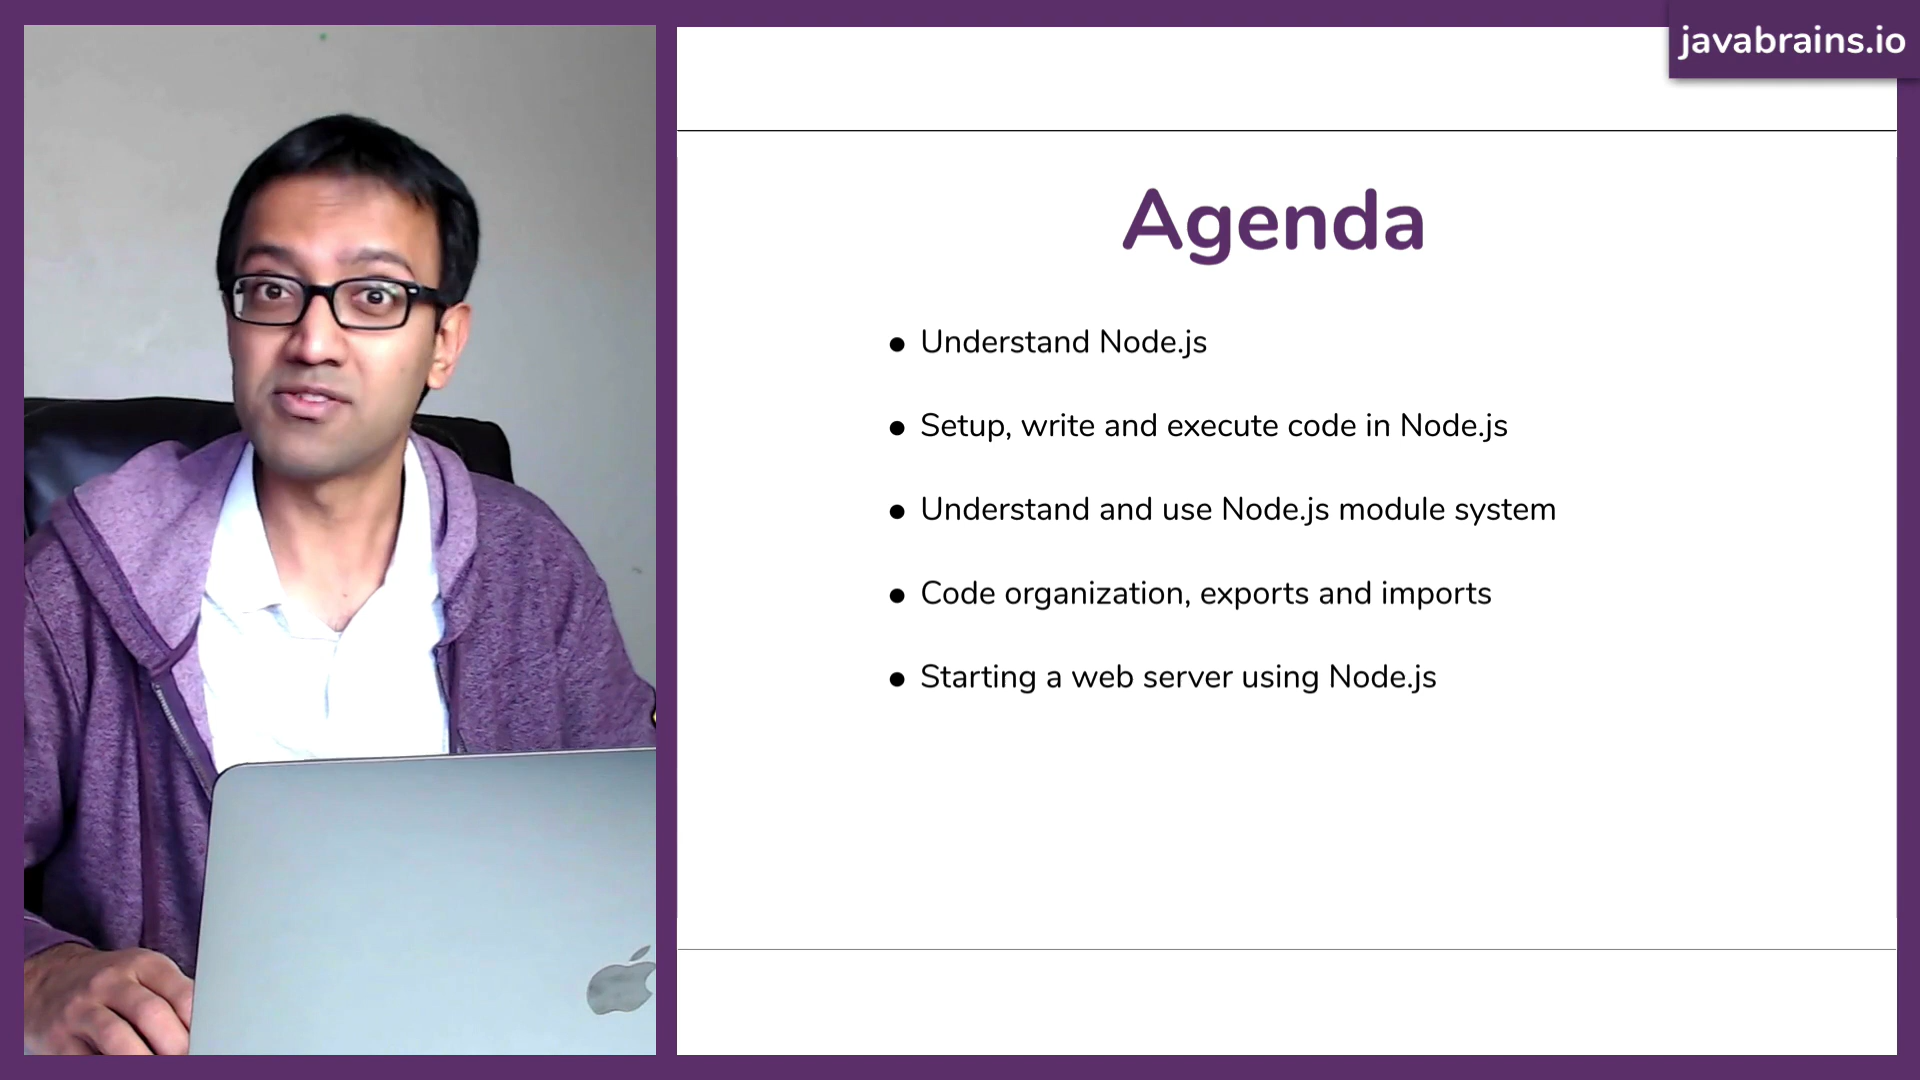 javabrains.io
Agenda
● Understand Node.js
● Setup, write and execute code in Node.js
● Understand and use Node.js module system
● Code organization, exports and imports
● Starting a web server using Node.js